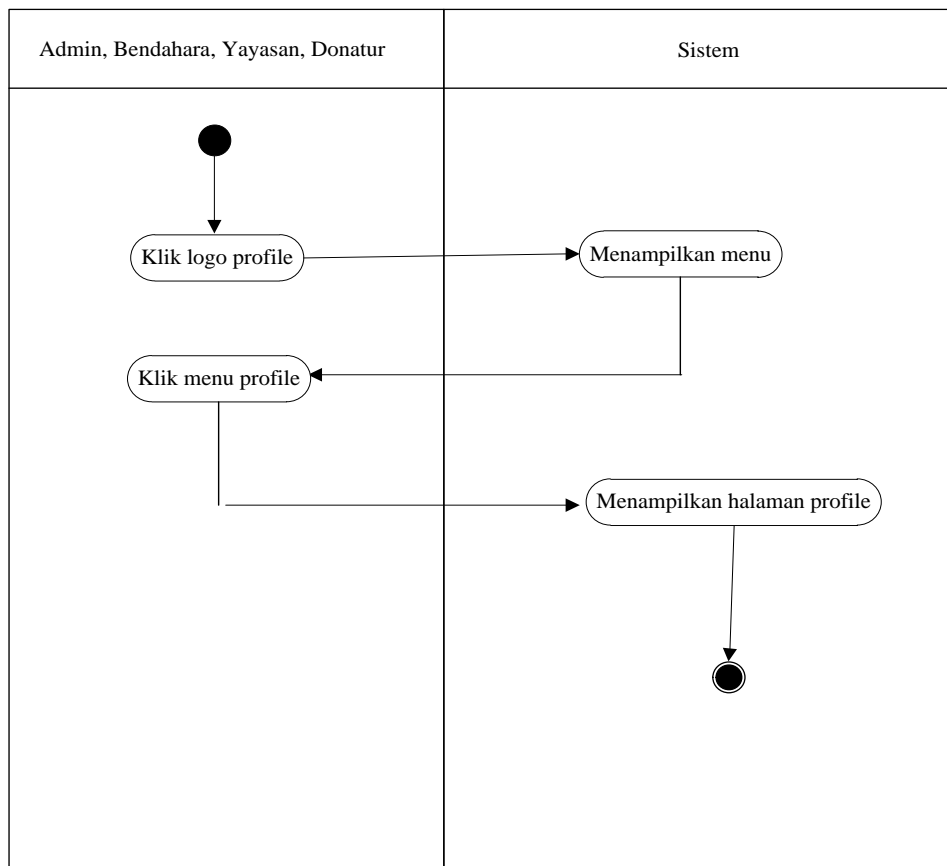 Admin, Bendahara, Yayasan, Donatur
Sistem
Klik logo profile
Menampilkan menu
Klik menu profile
Menampilkan halaman profile